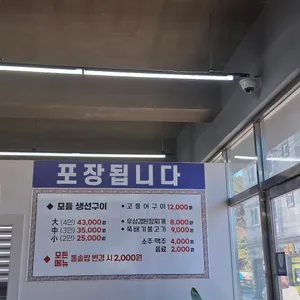 포장됩니다
◆ 모듬 생선구이
大 (4인) 43,000원
中 (3인) 35,000원
小 (2인) 25,000원
◆ 고등어구이 12,000원
◆ 우삼겹된장찌개 8,000원
◆ 뚝배기불고기 9,000원
소주·맥주 4,000원
음료 2,000원
◆ 모든메뉴 돌솥밥 변경 시 2,000원